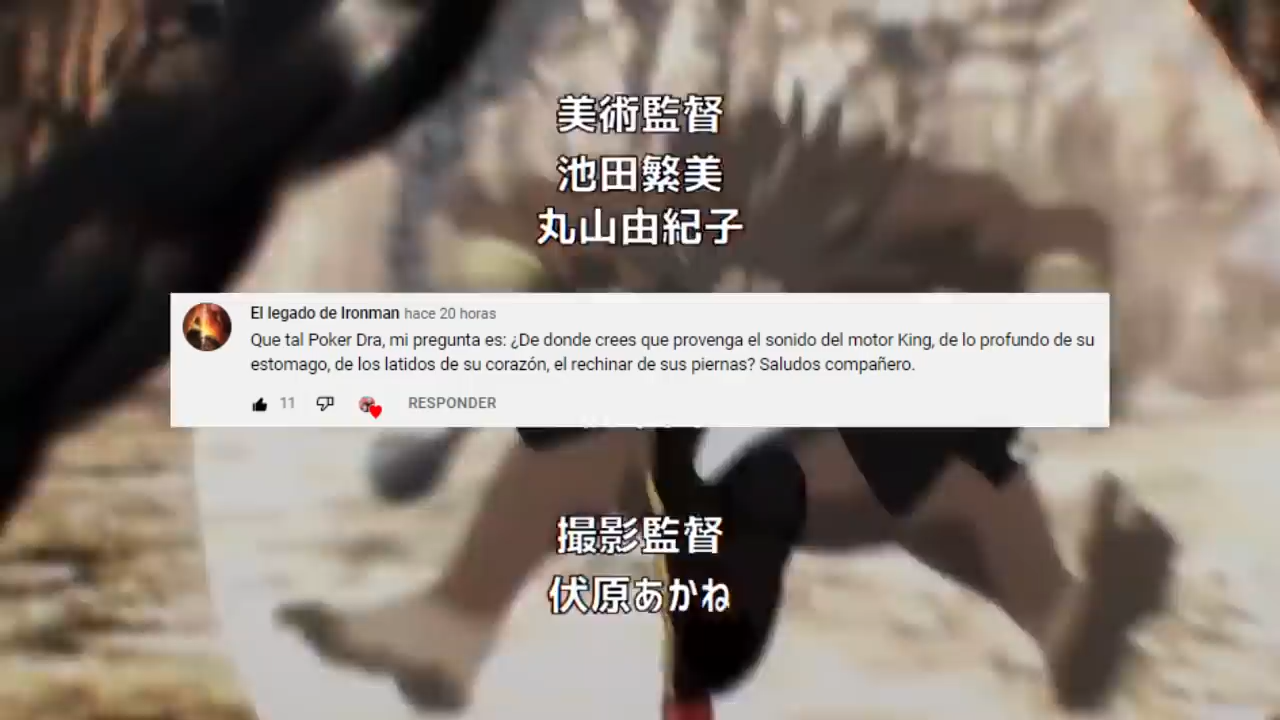 美術監督
池田繁美
丸山由紀子
El legado de Ironman hace 20 horas
Que tal Poker Dra, mi pregunta es: ¿De donde crees que provenga el sonido del motor King, de lo profundo de su
estomago, de los latidos de su corazón, el rechinar de sus piernas? Saludos compañero.
11 RESPONDER
撮影監督
伏原あかね